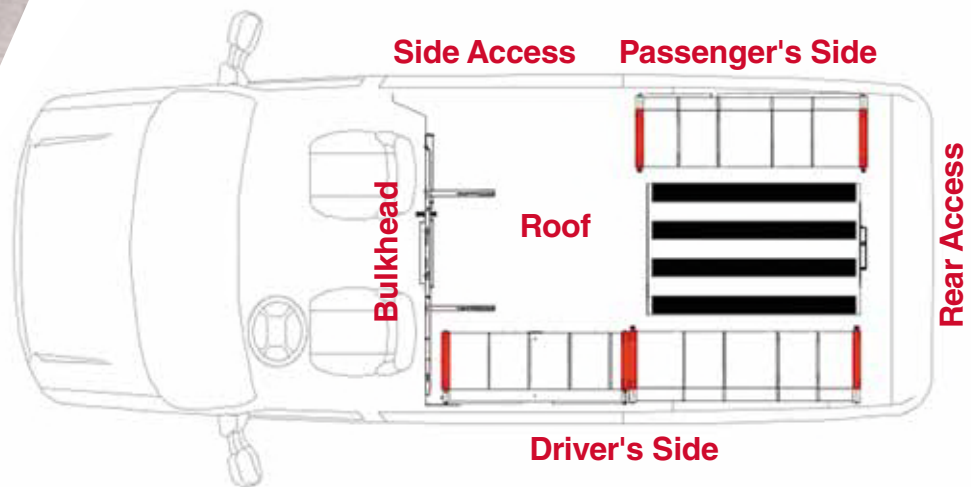 Side Access
Passenger's Side
Bulkhead
Roof
Rear Access
Driver's Side